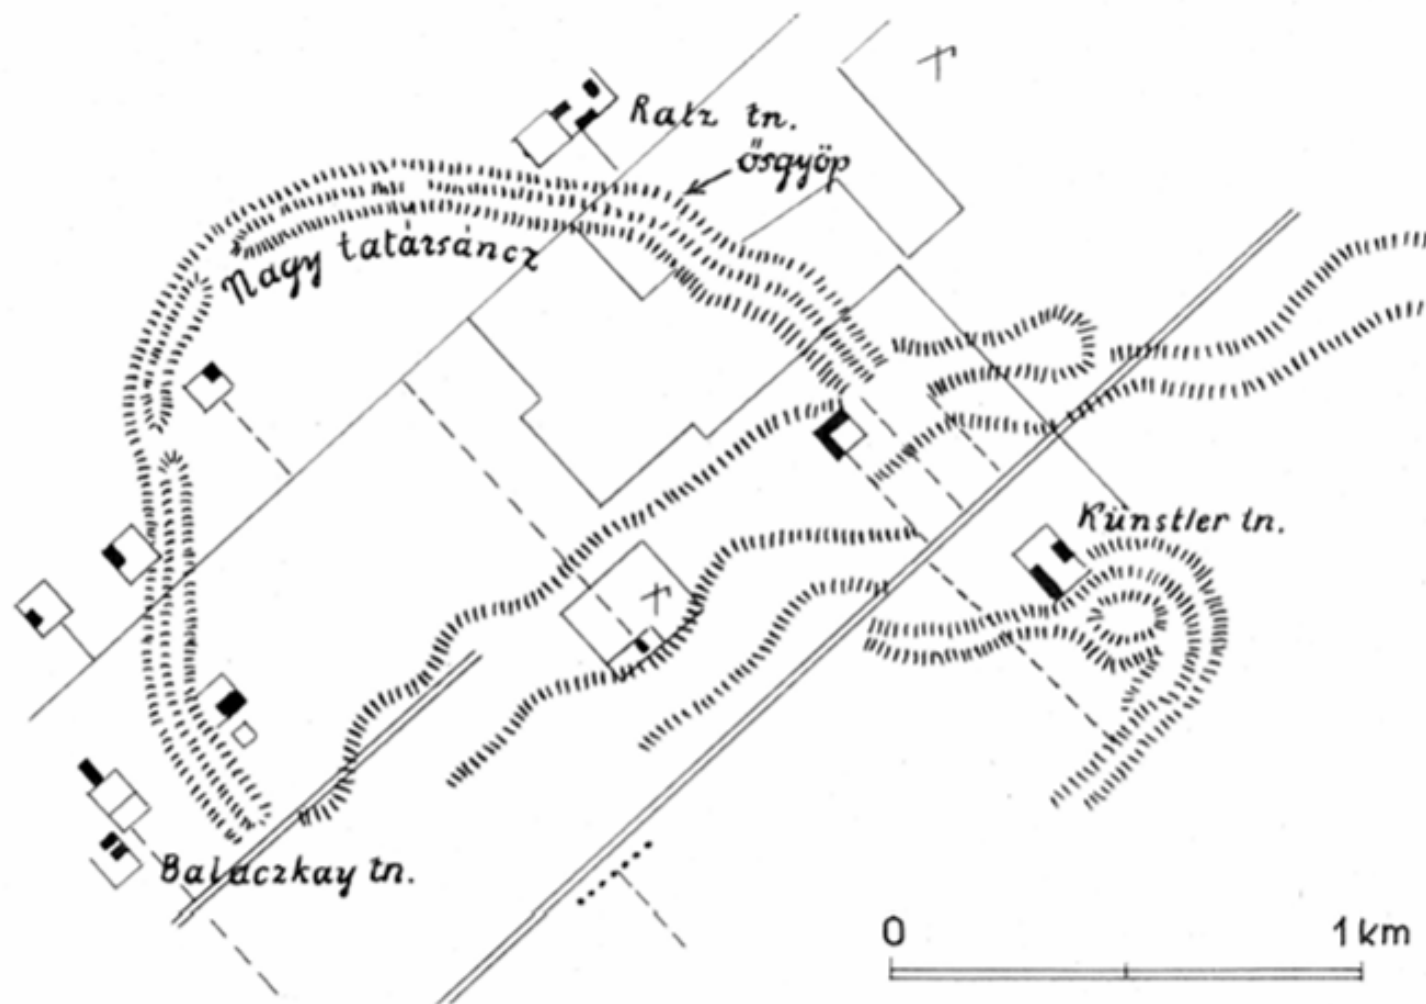 Ratz tn.
ősgyöp
Nagy tatársáncz
Künstler tn.
Balaczkay tn.
0 1 km